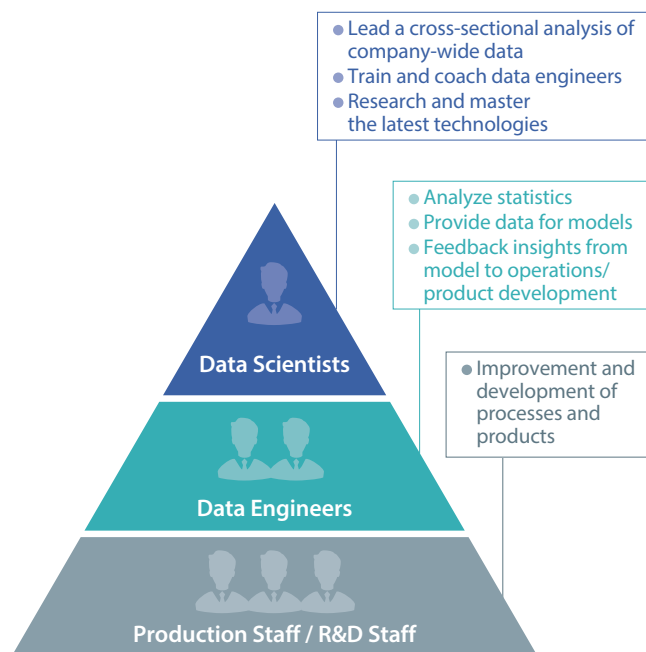 ● Lead a cross-sectional analysis of
company-wide data
● Train and coach data engineers
● Research and master
the latest technologies
● Analyze statistics
● Provide data for models
● Feedback insights from
model to operations/
product development
● Improvement and
development of
processes and
products
Data Scientists
Data Engineers
Production Staff / R&D Staff